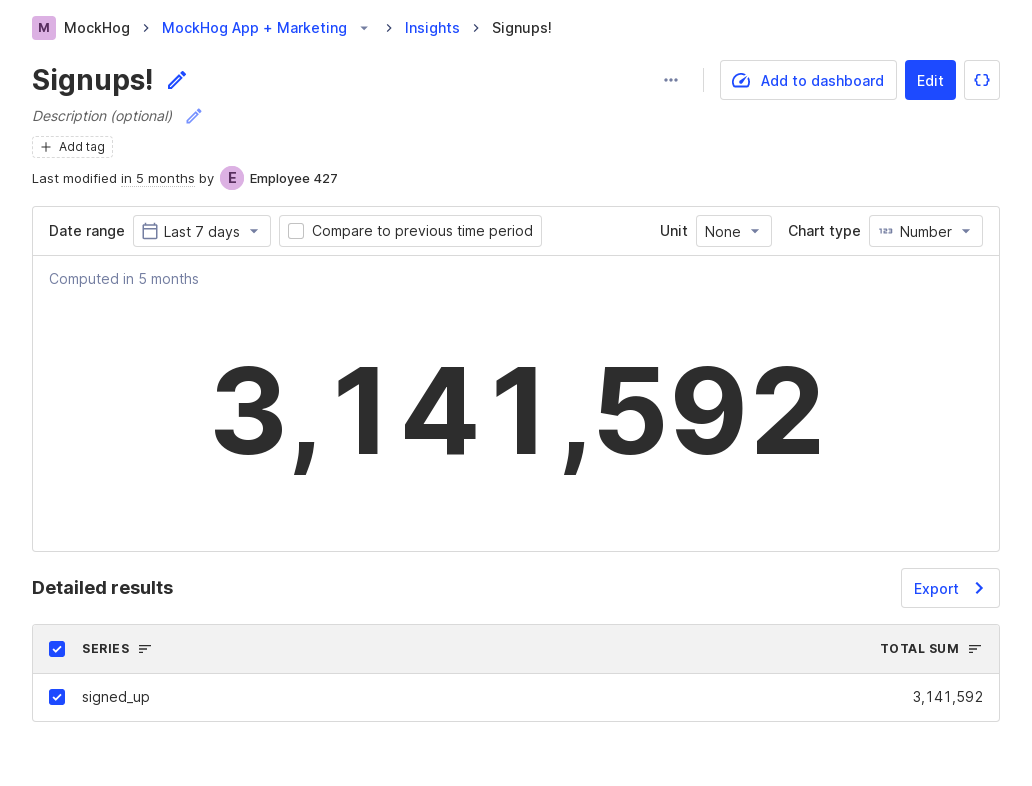 M MockHog > MockHog App + Marketing > Insights > Signups!
Signups!
Add to dashboard Edit {}
Description (optional)
+ Add tag
Last modified in 5 months by E Employee 427
Date range Last 7 days Compare to previous time period Unit None Chart type 123 Number
Computed in 5 months
3,141,592
Detailed results Export
SERIES TOTAL SUM
signed_up 3,141,592